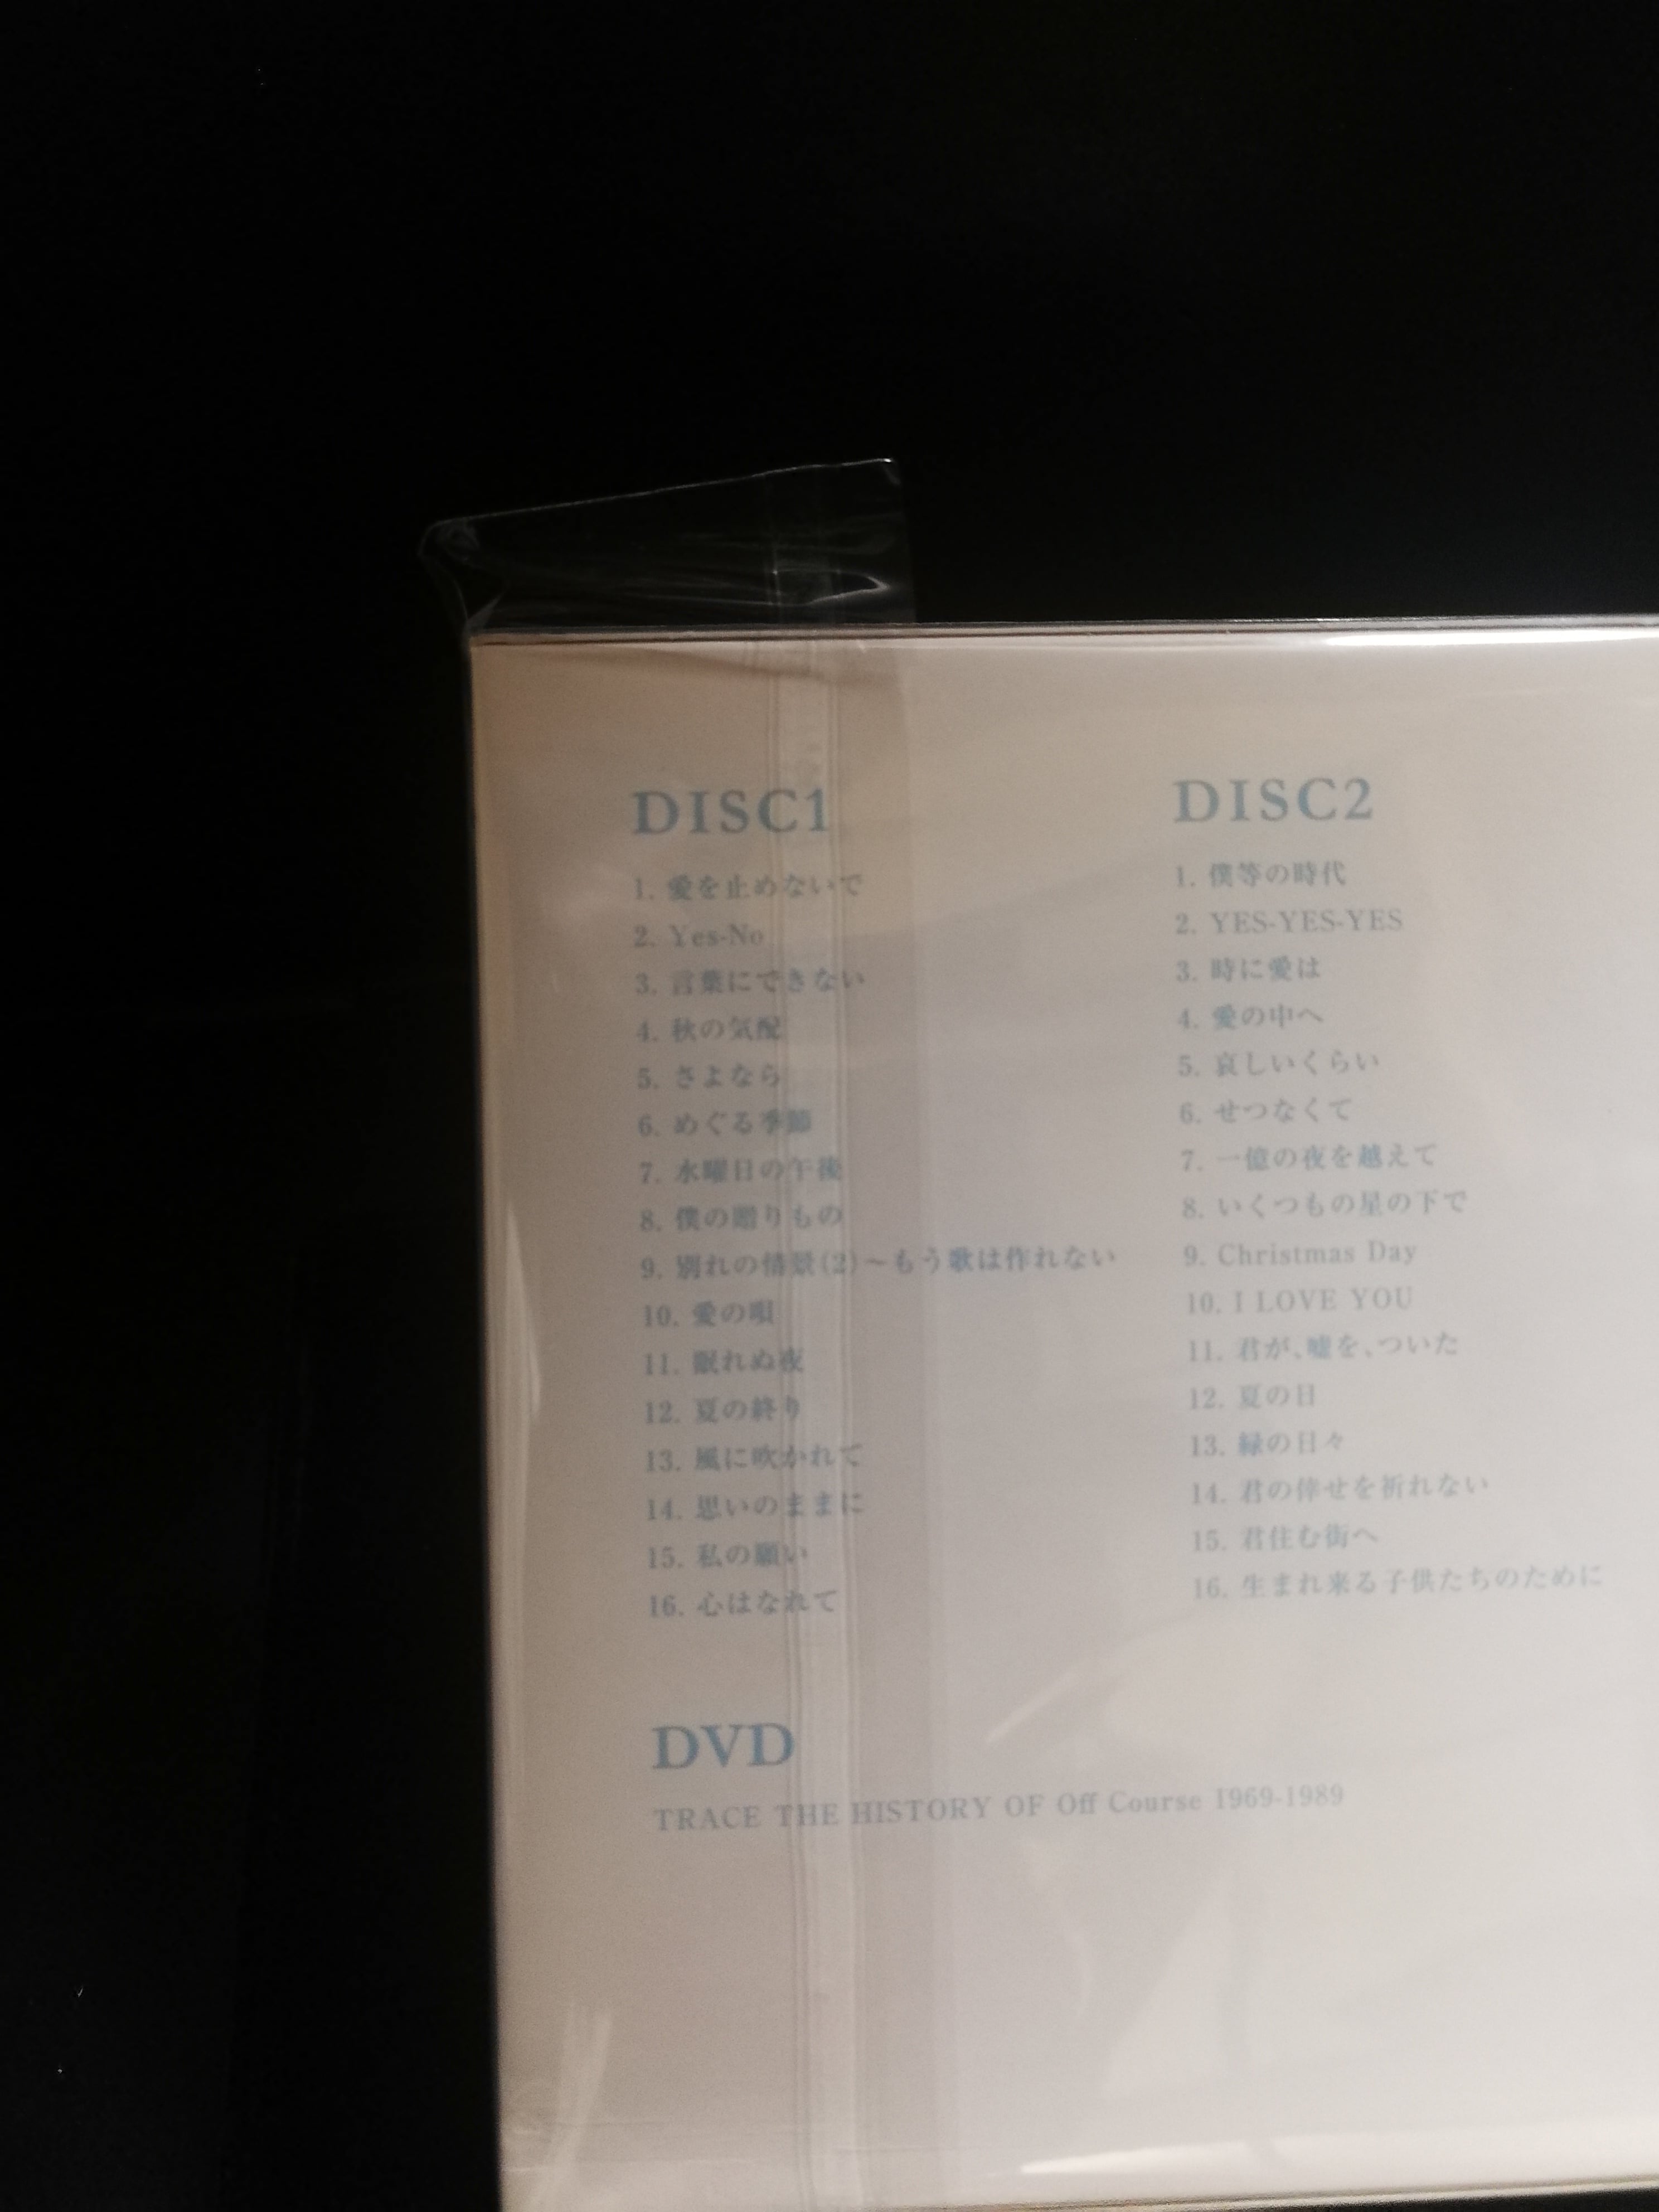 DISC1
1. 愛を止めないで
2. Yes-No
3. 言葉にできない
4. 秋の気配
5. さよなら
6. めぐる季節
7. 水曜日の午後
8. 僕の贈りもの
9. 別れの情景(2)～もう歌は作れない
10. 愛の唄
11. 眠れぬ夜
12. 夏の終り
13. 風に吹かれて
14. 思いのままに
15. 私の願い
16. 心はなれて
DISC2
1. 僕等の時代
2. YES-YES-YES
3. 時に愛は
4. 愛の中へ
5. 哀しいくらい
6. せつなくて
7. 一億の夜を越えて
8. いくつもの星の下で
9. Christmas Day
10. I LOVE YOU
11. 君が、嘘を、ついた
12. 夏の日
13. 緑の日々
14. 君の倖せを祈れない
15. 君住む街へ
16. 生まれ来る子供たちのために
DVD
TRACE THE HISTORY OF Off Course 1969-1989